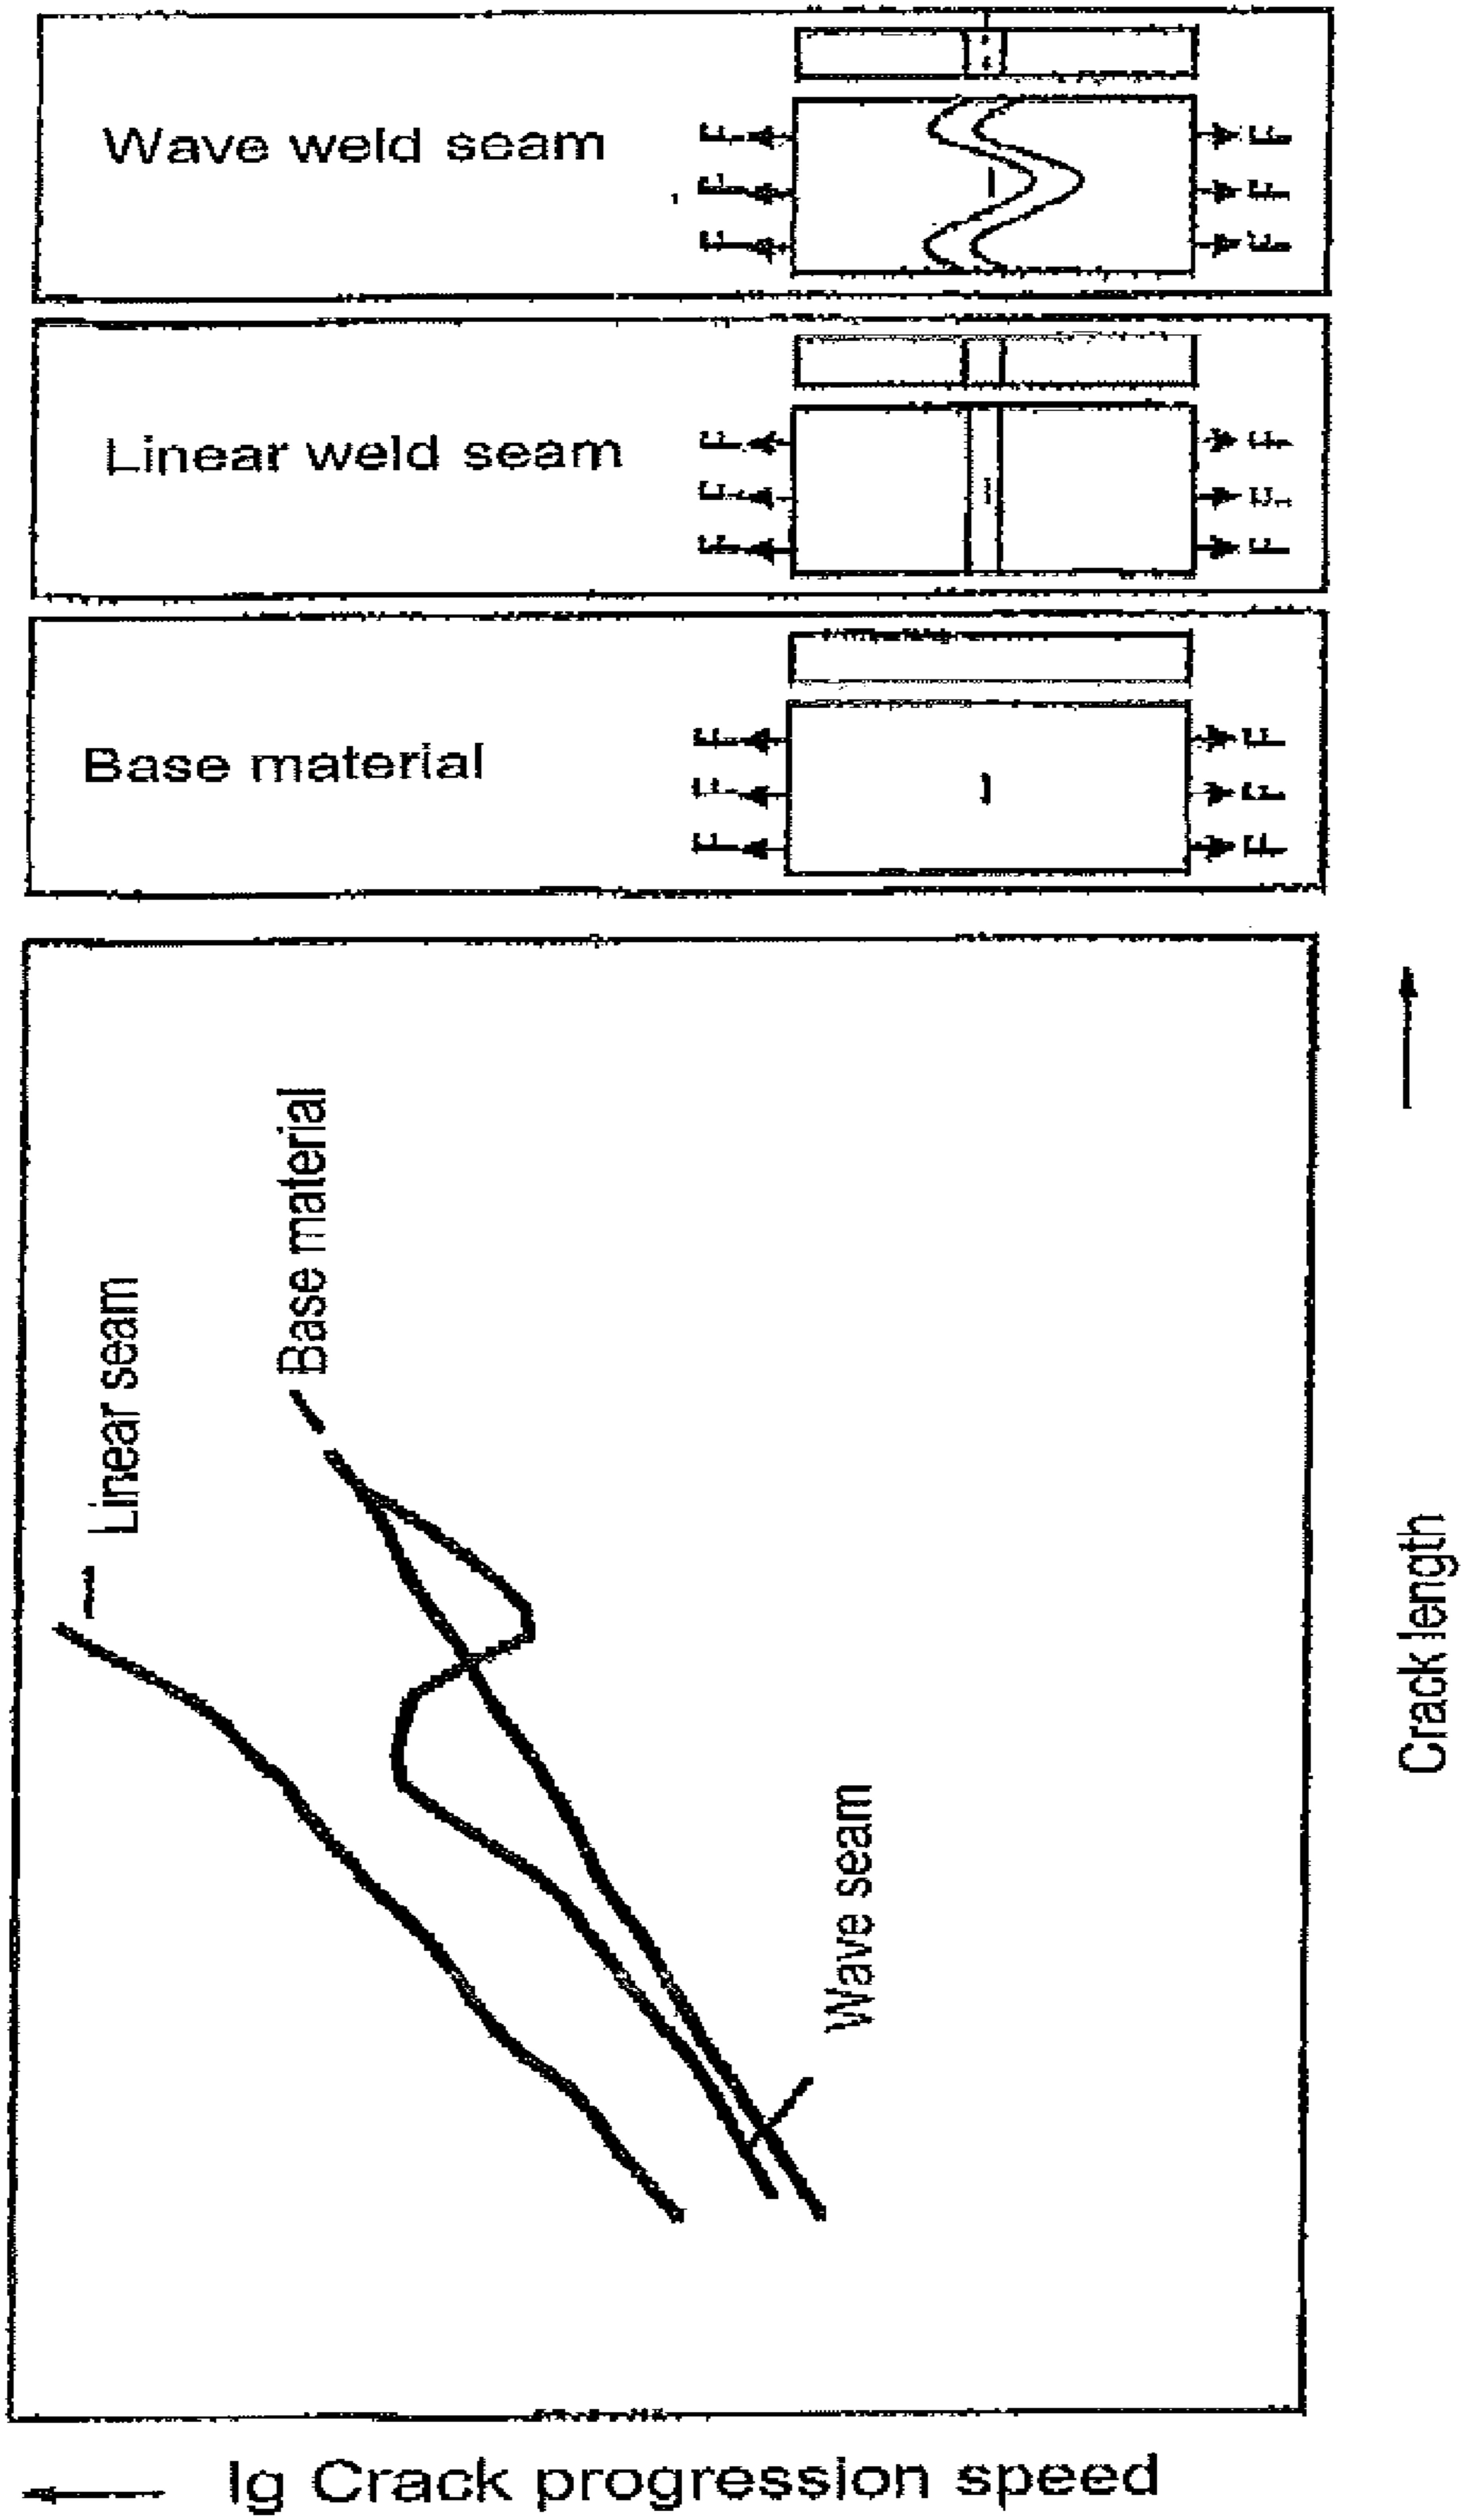 Wave weld seam
F F
F F
F F
Linear weld seam
F F
F F
F F
Base material
F F
F F
F F
Base material
Linear seam
Wave seam
Crack length
lg Crack progression speed